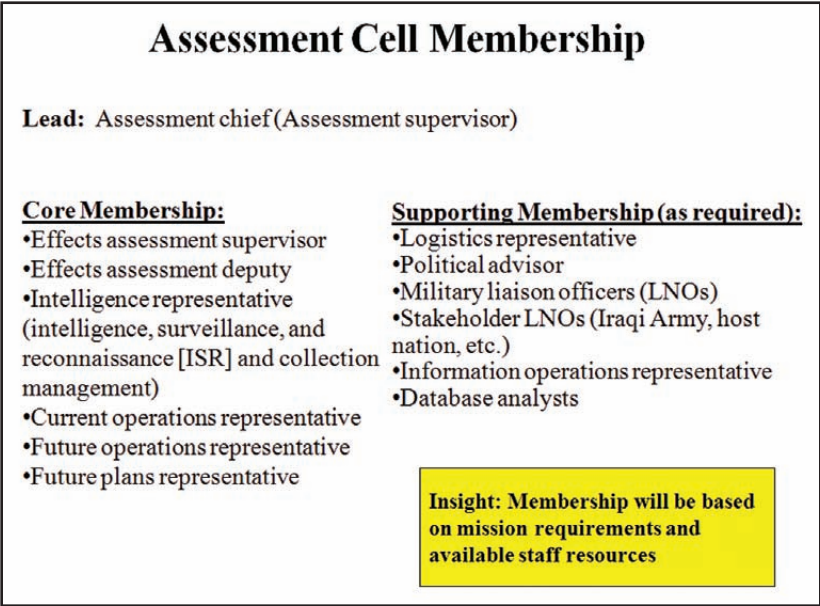 Assessment Cell Membership
Lead: Assessment chief (Assessment supervisor)
Core Membership:
•Effects assessment supervisor
•Effects assessment deputy
•Intelligence representative
(intelligence, surveillance, and
reconnaissance [ISR] and collection
management)
•Current operations representative
•Future operations representative
•Future plans representative
Supporting Membership (as required):
•Logistics representative
•Political advisor
•Military liaison officers (LNOs)
•Stakeholder LNOs (Iraqi Army, host
nation, etc.)
•Information operations representative
•Database analysts
Insight: Membership will be based
on mission requirements and
available staff resources